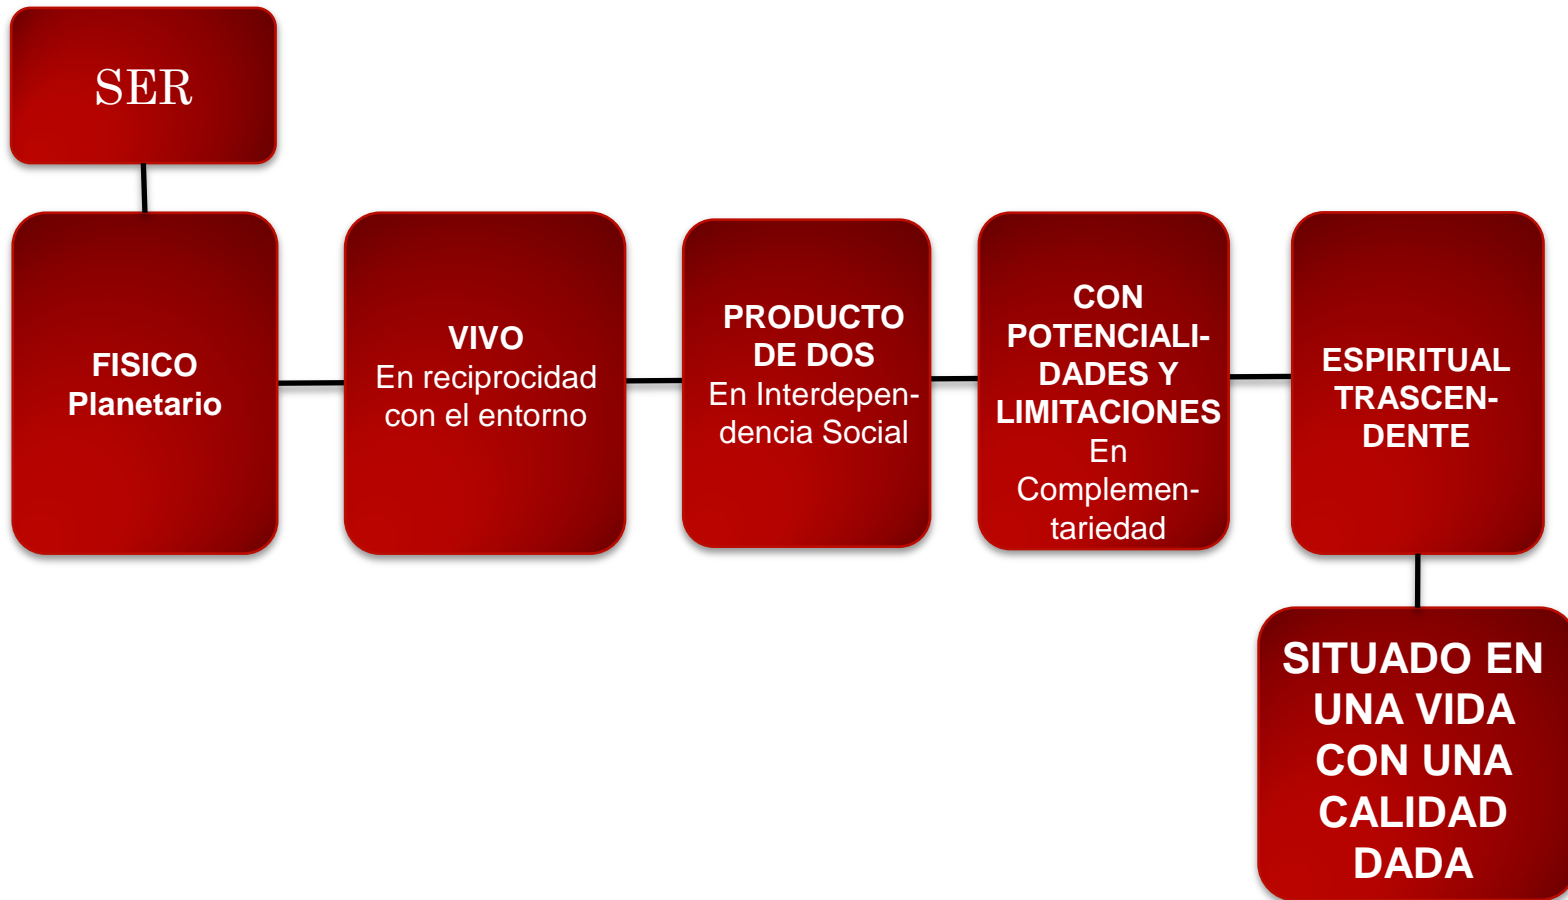 SER
FISICO
Planetario
VIVO
En reciprocidad
con el entorno
PRODUCTO
DE DOS
En Interdepen-
dencia Social
CON
POTENCIALI-
DADES Y
LIMITACIONES
En
Complemen-
tariedad
ESPIRITUAL
TRASCEN-
DENTE
SITUADO EN
UNA VIDA
CON UNA
CALIDAD
DADA